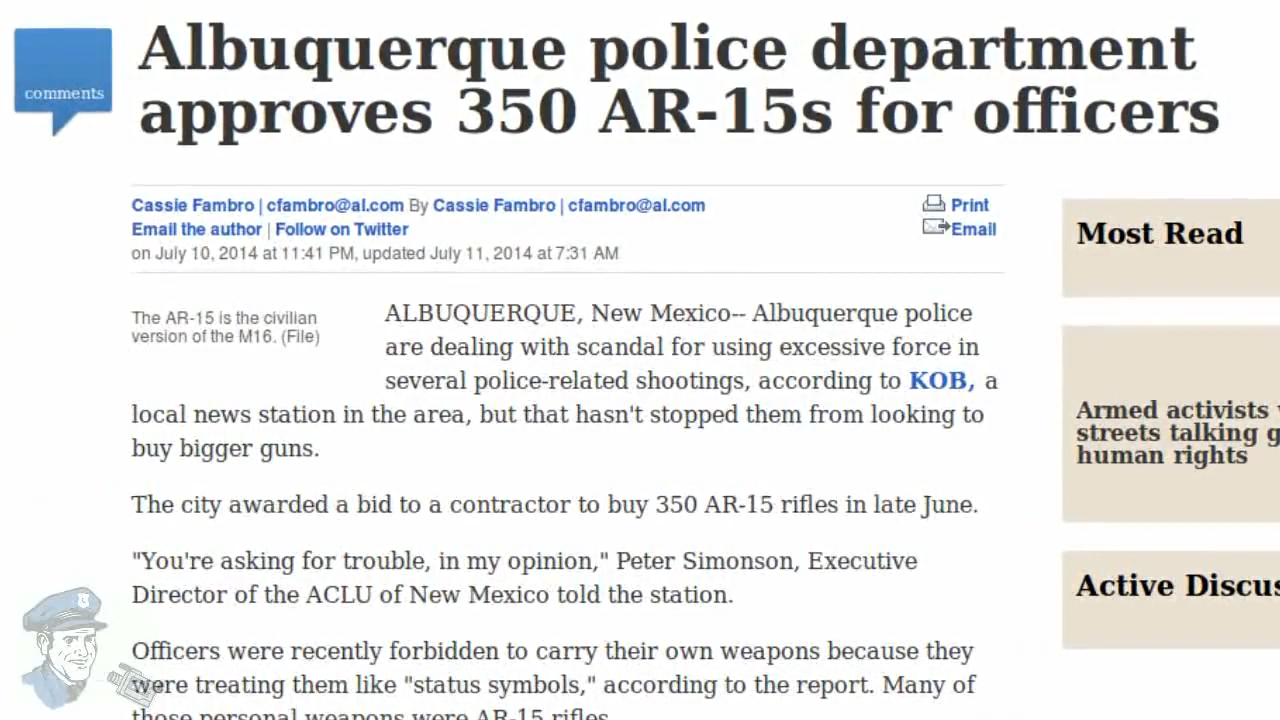 comments
Albuquerque police department
approves 350 AR-15s for officers
Cassie Fambro | cfambro@al.com By Cassie Fambro | cfambro@al.com
Email the author | Follow on Twitter
on July 10, 2014 at 11:41 PM, updated July 11, 2014 at 7:31 AM
Print
Email
The AR-15 is the civilian
version of the M16. (File)
ALBUQUERQUE, New Mexico-- Albuquerque police
are dealing with scandal for using excessive force in
several police-related shootings, according to KOB, a
local news station in the area, but that hasn't stopped them from looking to
buy bigger guns.
The city awarded a bid to a contractor to buy 350 AR-15 rifles in late June.
"You're asking for trouble, in my opinion," Peter Simonson, Executive
Director of the ACLU of New Mexico told the station.
Officers were recently forbidden to carry their own weapons because they
were treating them like "status symbols," according to the report. Many of
those personal weapons were AR-15 rifles.
Most Read
Armed activists
streets talking
human rights
Active